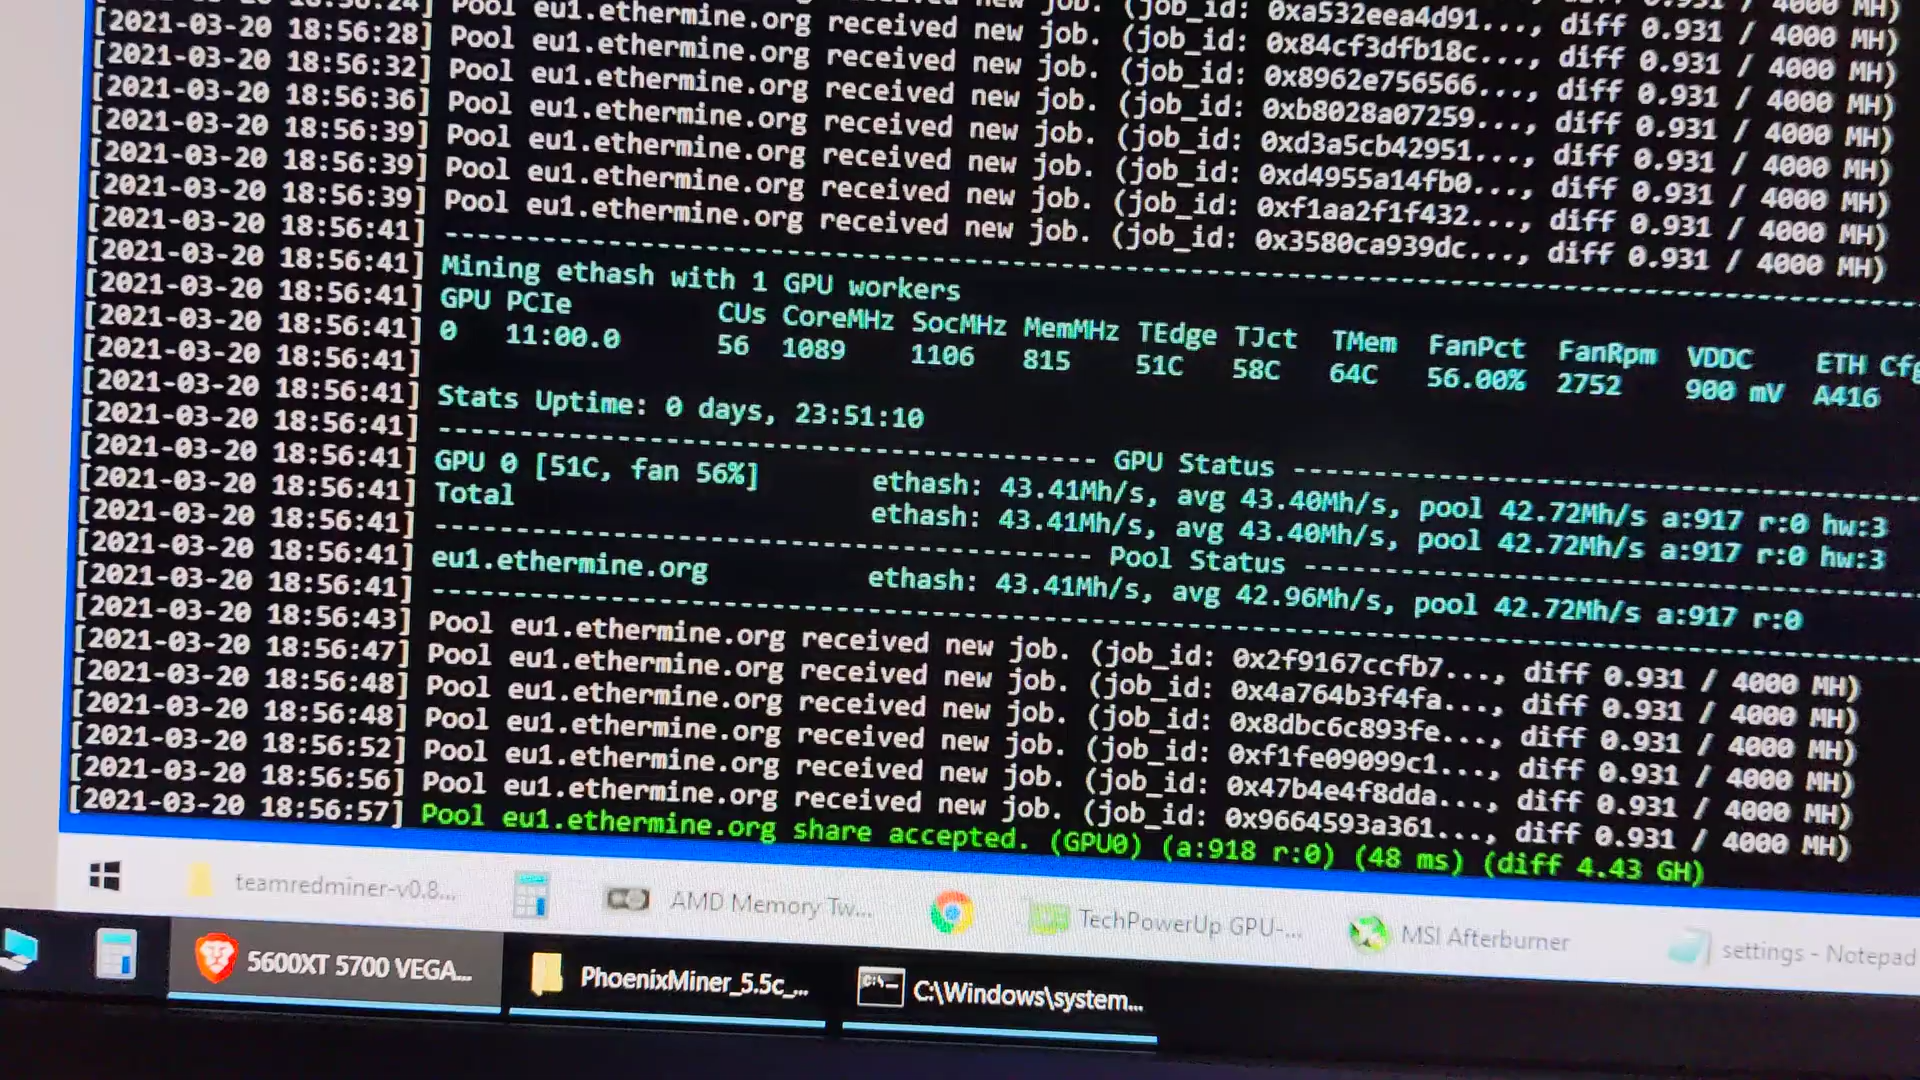 Pool eu1.ethermine.org received new job. (job_id: 0xa532eea4d91..., diff 0.931 / 4000 MH)
[2021-03-20 18:56:28] Pool eu1.ethermine.org received new job. (job_id: 0x84cf3dfb18c..., diff 0.931 / 4000 MH)
[2021-03-20 18:56:32] Pool eu1.ethermine.org received new job. (job_id: 0x8962e756566..., diff 0.931 / 4000 MH)
[2021-03-20 18:56:36] Pool eu1.ethermine.org received new job. (job_id: 0xb8028a07259..., diff 0.931 / 4000 MH)
[2021-03-20 18:56:39] Pool eu1.ethermine.org received new job. (job_id: 0xd3a5cb42951..., diff 0.931 / 4000 MH)
[2021-03-20 18:56:39] Pool eu1.ethermine.org received new job. (job_id: 0xd4955a14fb0..., diff 0.931 / 4000 MH)
[2021-03-20 18:56:39] Pool eu1.ethermine.org received new job. (job_id: 0xf1aa2f1f432..., diff 0.931 / 4000 MH)
[2021-03-20 18:56:41] Pool eu1.ethermine.org received new job. (job_id: 0x3580ca939dc..., diff 0.931 / 4000 MH)
[2021-03-20 18:56:41]
[2021-03-20 18:56:41] Mining ethash with 1 GPU workers
[2021-03-20 18:56:41] GPU PCIe CUs CoreMHz SocMHz MemMHz TEdge TJct TMem FanPct FanRpm VDDC ETH Cfg
[2021-03-20 18:56:41] 0 11:00.0 56 1089 1106 815 51C 58C 64C 56.00% 2752 900 mV A416
[2021-03-20 18:56:41]
[2021-03-20 18:56:41] Stats Uptime: 0 days, 23:51:10
[2021-03-20 18:56:41] GPU Status
[2021-03-20 18:56:41] GPU 0 [51C, fan 56%] ethash: 43.41Mh/s, avg 43.40Mh/s, pool 42.72Mh/s a:917 r:0 hw:3
[2021-03-20 18:56:41] Total ethash: 43.41Mh/s, avg 43.40Mh/s, pool 42.72Mh/s a:917 r:0 hw:3
[2021-03-20 18:56:41] Pool Status
[2021-03-20 18:56:41] eu1.ethermine.org ethash: 43.41Mh/s, avg 42.96Mh/s, pool 42.72Mh/s a:917 r:0
[2021-03-20 18:56:41]
[2021-03-20 18:56:43] Pool eu1.ethermine.org received new job. (job_id: 0x2f9167ccfb7..., diff 0.931 / 4000 MH)
[2021-03-20 18:56:47] Pool eu1.ethermine.org received new job. (job_id: 0x4a764b3f4fa..., diff 0.931 / 4000 MH)
[2021-03-20 18:56:48] Pool eu1.ethermine.org received new job. (job_id: 0x8dbc6c893fe..., diff 0.931 / 4000 MH)
[2021-03-20 18:56:48] Pool eu1.ethermine.org received new job. (job_id: 0xf1fe09099c1..., diff 0.931 / 4000 MH)
[2021-03-20 18:56:52] Pool eu1.ethermine.org received new job. (job_id: 0x47b4e4f8dda..., diff 0.931 / 4000 MH)
[2021-03-20 18:56:56] Pool eu1.ethermine.org received new job. (job_id: 0x9664593a361..., diff 0.931 / 4000 MH)
[2021-03-20 18:56:57] Pool eu1.ethermine.org share accepted. (GPU0) (a:918 r:0) (48 ms) (diff 4.43 GH)
teamredminer-v0.8... AMD Memory Tw... TechPowerUp GPU-... MSI Afterburner settings - Notepad
5600XT 5700 VEGA... PhoenixMiner_5.5c_... C:\Windows\system...